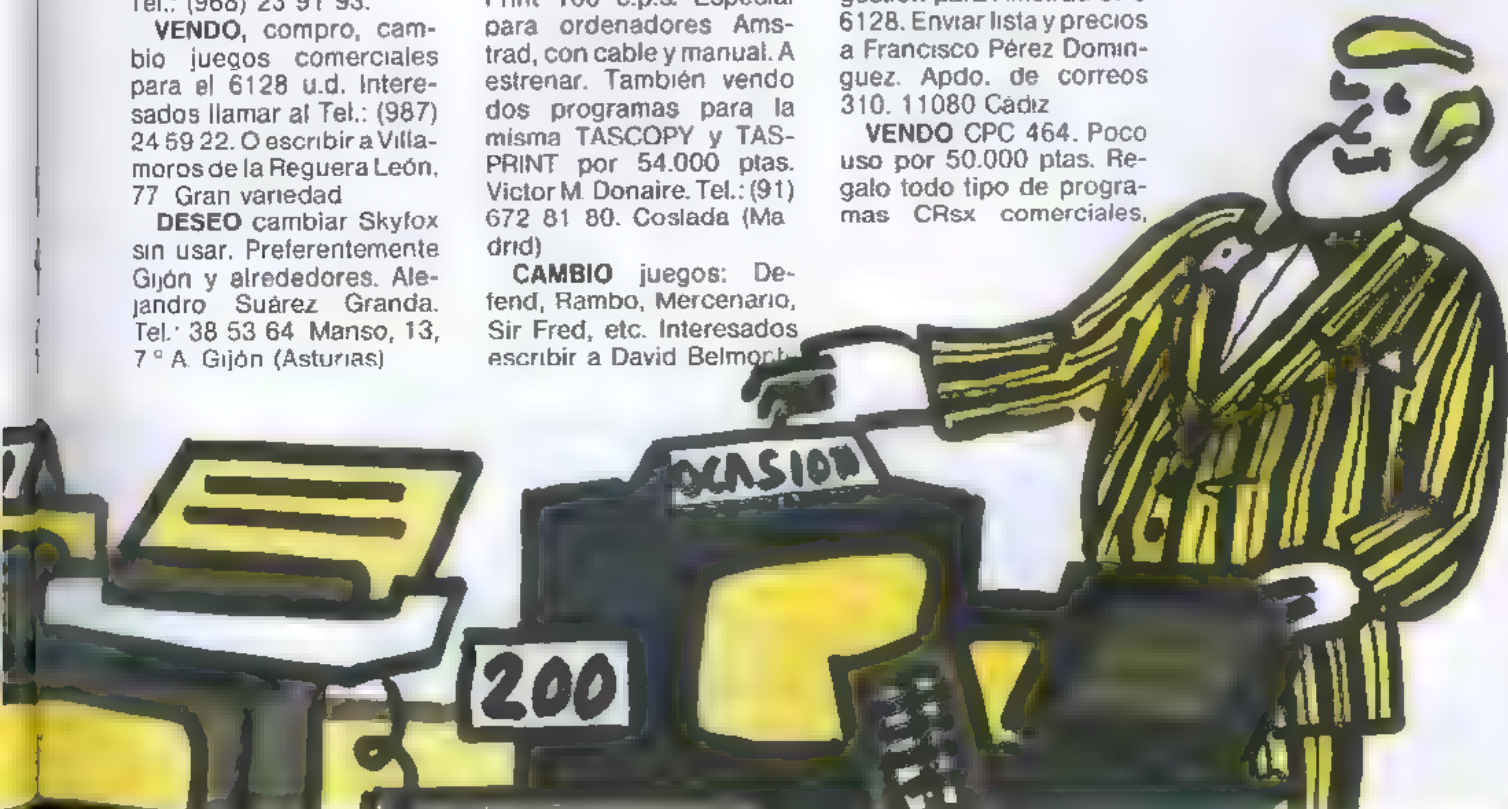 Tel.: (968) 23 91 93.
VENDO, compro, cam-
bio juegos comerciales
para el 6128 u.d. Intere-
sados llamar al Tel.: (987)
24 59 22. O escribir a Villa-
moros de la Reguera León,
77 Gran variedad
DESEO cambiar Skyfox
sin usar. Preferentemente
Gijón y alrededores. Ale-
jandro Suárez Granda.
Tel.: 38 53 64 Manso, 13,
7º A. Gijón (Asturias)
Print 100 c.p.s. Especial
para ordenadores Ams-
trad, con cable y manual. A
estrenar. También vendo
dos programas para la
misma TASCOPY y TAS-
PRINT por 54.000 ptas.
Victor M. Donaire. Tel.: (91)
672 81 80. Coslada (Ma
drid)
CAMBIO juegos: De-
fend, Rambo, Mercenario,
Sir Fred, etc. Interesados
escribir a David Belmont
6128. Enviar lista y precios
a Francisco Pérez Domin-
guez. Apdo. de correos
310. 11080 Cádiz
VENDO CPC 464. Poco
uso por 50.000 ptas. Re-
galo todo tipo de progra-
mas CRsx comerciales,
OCASION
200